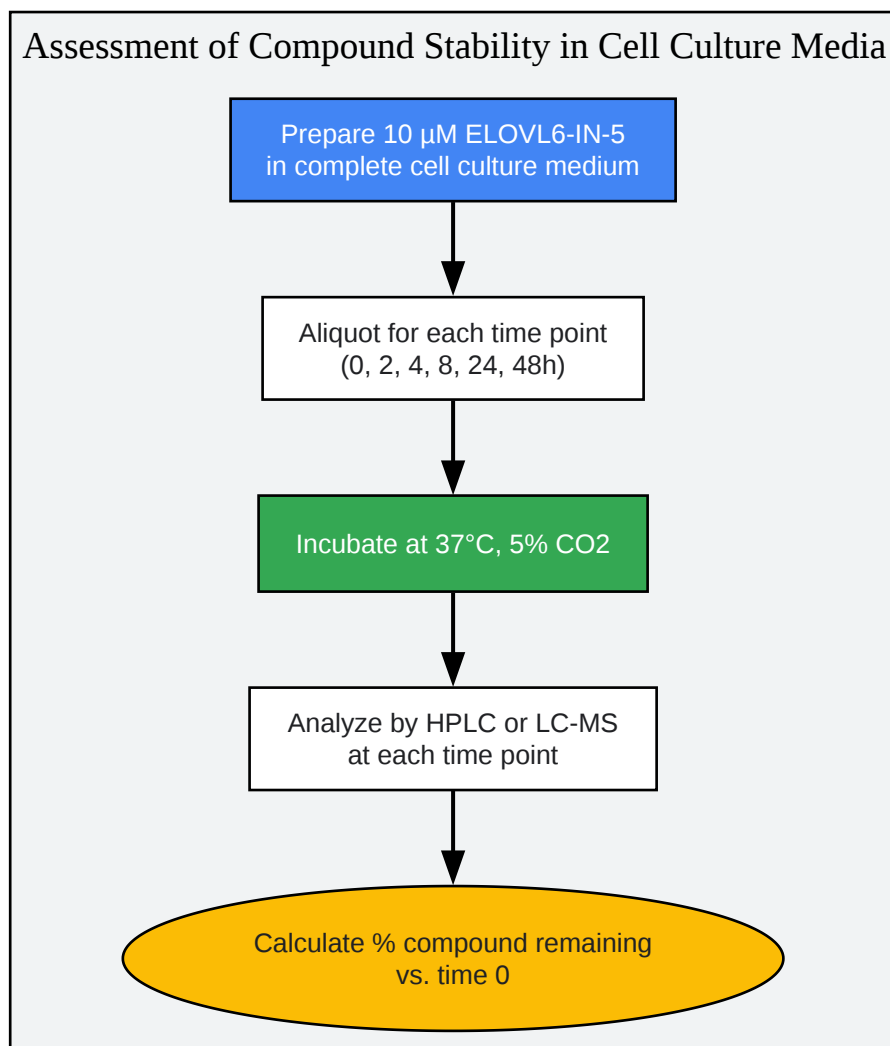 Assessment of Compound Stability in Cell Culture Media
Prepare 10 µM ELOVL6-IN-5
in complete cell culture medium
Aliquot for each time point
(0, 2, 4, 8, 24, 48h)
Incubate at 37°C, 5% CO2
Analyze by HPLC or LC-MS
at each time point
Calculate % compound remaining
vs. time 0